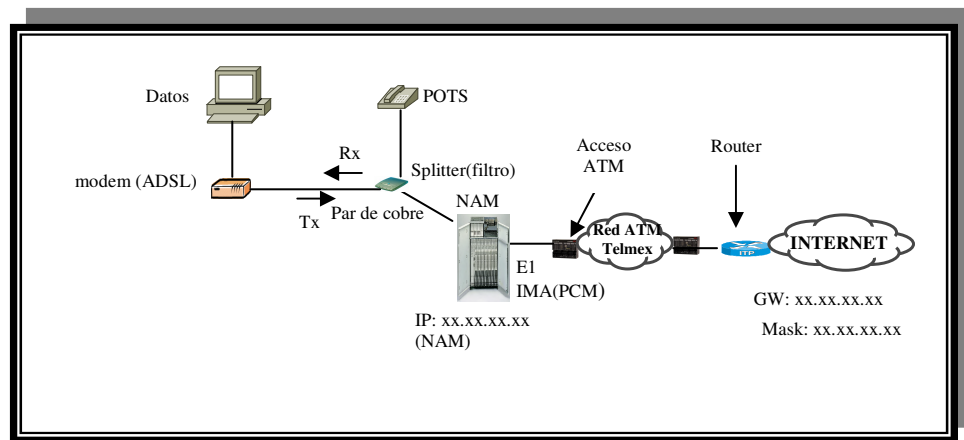 Datos
POTS
Rx
Splitter(filtro)
modem (ADSL)
Tx
Par de cobre
NAM
Acceso
ATM
Router
Red ATM
Telmex
ITP
INTERNET
E1
IMA(PCM)
IP: xx.xx.xx.xx
(NAM)
GW: xx.xx.xx.xx
Mask: xx.xx.xx.xx